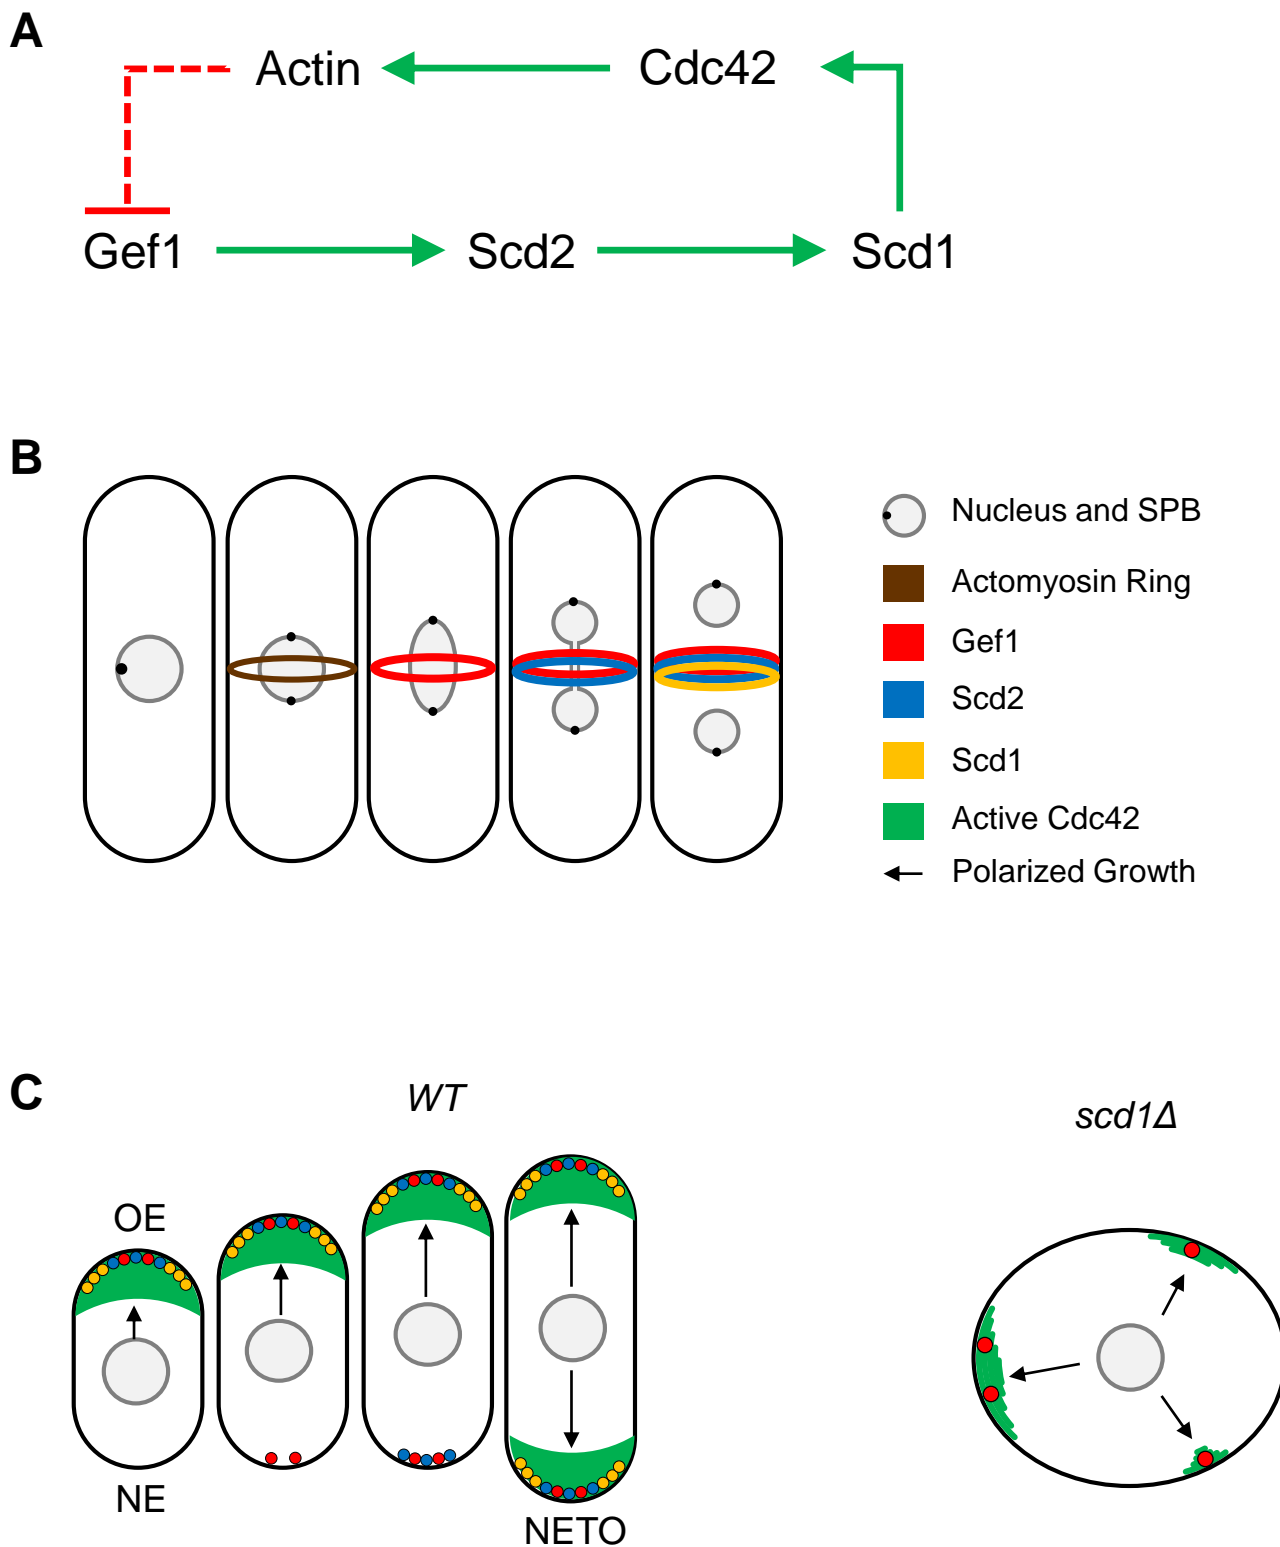 A
Actin
Cdc42
Gef1
Scd2
Scd1
B
Nucleus and SPB
Actomyosin Ring
Gef1
Scd2
Scd1
Active Cdc42
Polarized Growth
C
WT
scd1Δ
OE
NE
NETO